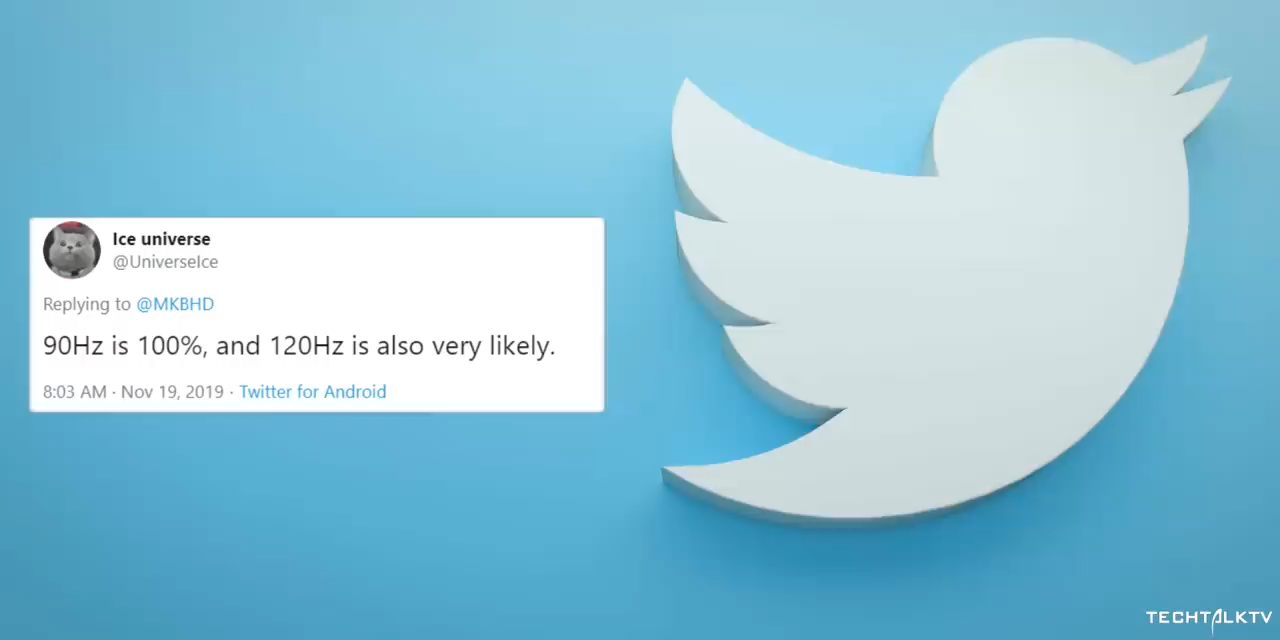 Ice universe
@UniverseIce
Replying to @MKBHD
90Hz is 100%, and 120Hz is also very likely.
8:03 AM · Nov 19, 2019 · Twitter for Android
TECHTALKTV